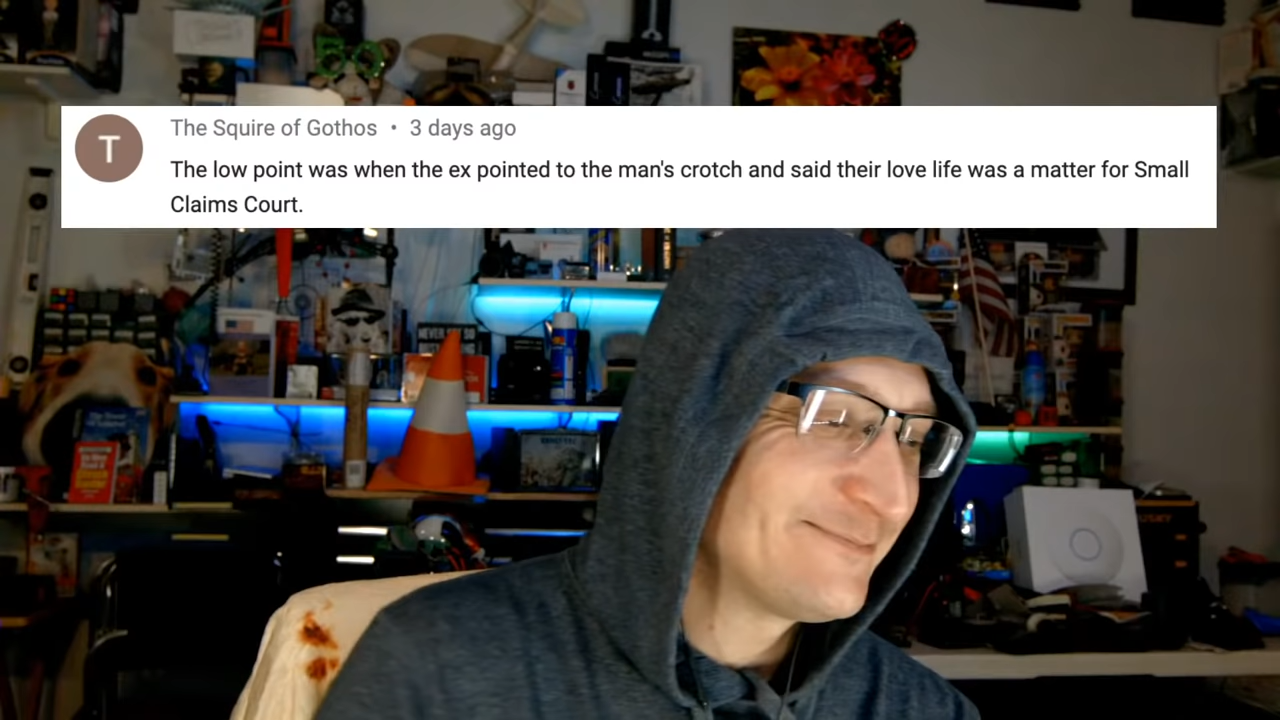 T
The Squire of Gothos • 3 days ago
The low point was when the ex pointed to the man's crotch and said their love life was a matter for Small
Claims Court.
NEVER